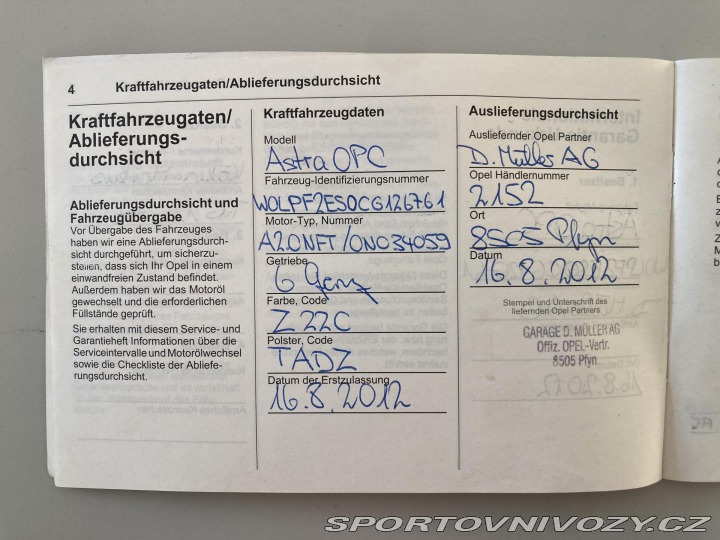 4
Kraftfahrzeugaten/Ablieferungsdurchsicht
Kraftfahrzeugaten/
Ablieferungs-
durchsicht
Ablieferungsdurchsicht und
Fahrzeugübergabe
Vor Übergabe des Fahrzeuges
haben wir eine Ablieferungsdurch-
sicht durchgeführt, um sicherzu-
stellen, dass sich Ihr Opel in einem
einwandfreien Zustand befindet.
Außerdem haben wir das Motoröl
gewechselt und die erforderlichen
Füllstände geprüft.
Sie erhalten mit diesem Service- und
Garantieheft Informationen über die
Serviceintervalle und Motorölwechsel
sowie die Checkliste der Abliefe-
rungsdurchsicht.
Kraftfahrzeugdaten
Modell
Astra OPC
Fahrzeug-Identifizierungsnummer
W0LPF2ES0CG126761
Motor-Typ, Nummer
A20NFT/0N034059
Getriebe
6 Gang
Farbe, Code
Z22C
Polster, Code
TADZ
Datum der Erstzulassung
16.8.2012
Auslieferungsdurchsicht
Ausliefernder Opel Partner
D. Müller AG
Opel Händlernummer
2152
Ort
8505 Pfyn
Datum
16.8.2012
Stempel und Unterschrift des
liefernden Opel Partners
GARAGE D. MÜLLER AG
Offiz. OPEL-Vertr.
8505 Pfyn
SPORTOVNIVOZY.CZ